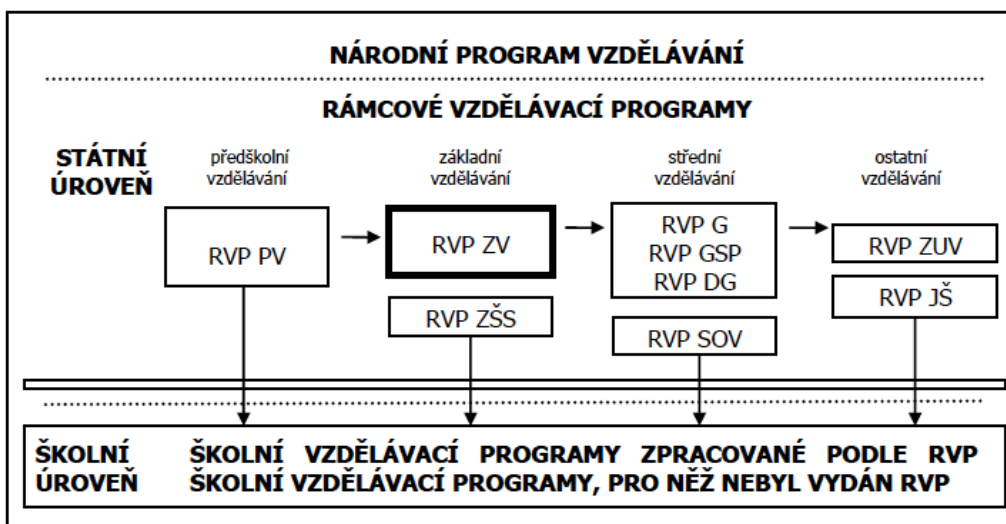 NÁRODNÍ PROGRAM VZDĚLÁVÁNÍ
RÁMCOVÉ VZDĚLÁVACÍ PROGRAMY
STÁTNÍ
ÚROVEŇ
předškolní
vzdělávání
základní
vzdělávání
střední
vzdělávání
ostatní
vzdělávání
RVP PV
RVP ZV
RVP ZŠS
RVP G
RVP GSP
RVP DG
RVP SOV
RVP ZUV
RVP JŠ
ŠKOLNÍ
ÚROVEŇ
ŠKOLNÍ VZDĚLÁVACÍ PROGRAMY ZPRACOVANÉ PODLE RVP
ŠKOLNÍ VZDĚLÁVACÍ PROGRAMY, PRO NĚŽ NEBYL VYDÁN RVP